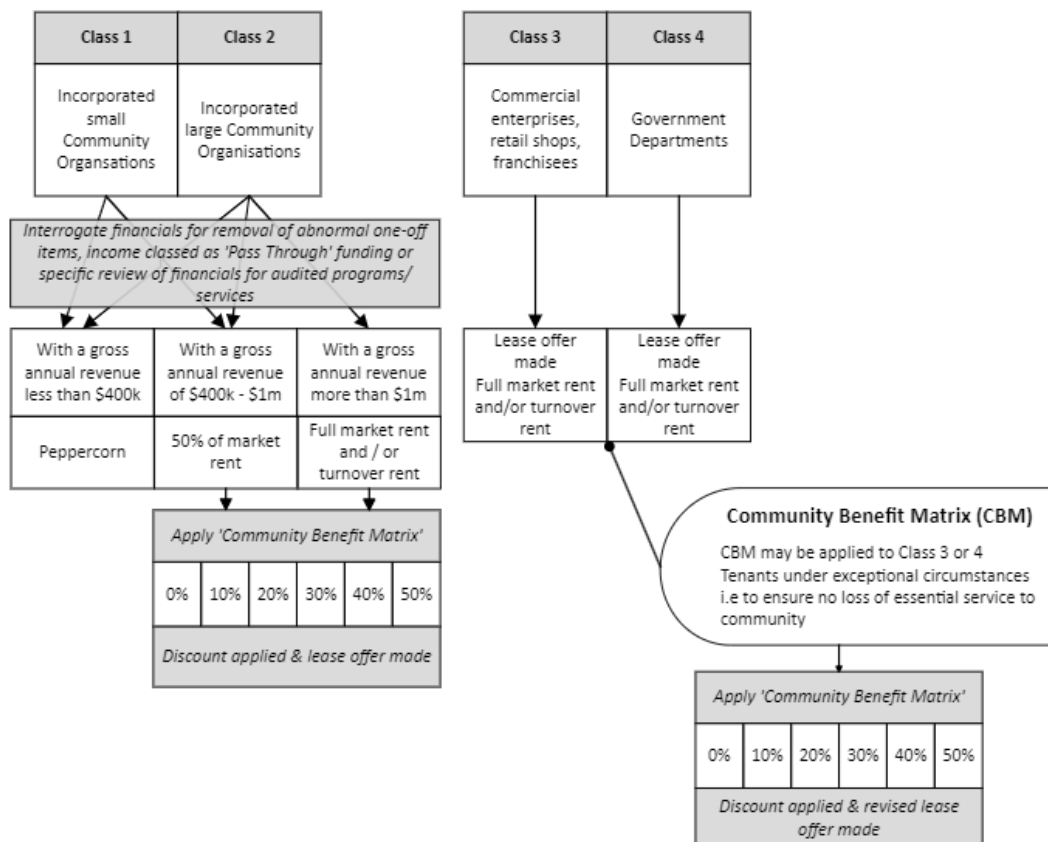 Class 1
Class 2
Class 3
Class 4
Incorporated
small
Community
Organsations
Incorporated
large Community
Organisations
Commercial
enterprises,
retail shops,
franchisees
Government
Departments
Interrogate financials for removal of abnormal one-off
items, income classed as 'Pass Through' funding or
specific review of financials for audited programs/
services
With a gross
annual revenue
less than $400k
With a gross
annual revenue
of $400k - $1m
With a gross
annual revenue
more than $1m
Lease offer
made
Full market rent
and/or turnover
rent
Lease offer
made
Full market rent
and/or turnover
rent
Peppercorn
50% of market
rent
Full market rent
and / or
turnover rent
Apply 'Community Benefit Matrix'
0%
10%
20%
30%
40%
50%
Discount applied & lease offer made
Community Benefit Matrix (CBM)
CBM may be applied to Class 3 or 4
Tenants under exceptional circumstances
i.e to ensure no loss of essential service to
community
Apply 'Community Benefit Matrix'
0%
10%
20%
30%
40%
50%
Discount applied & revised lease
offer made